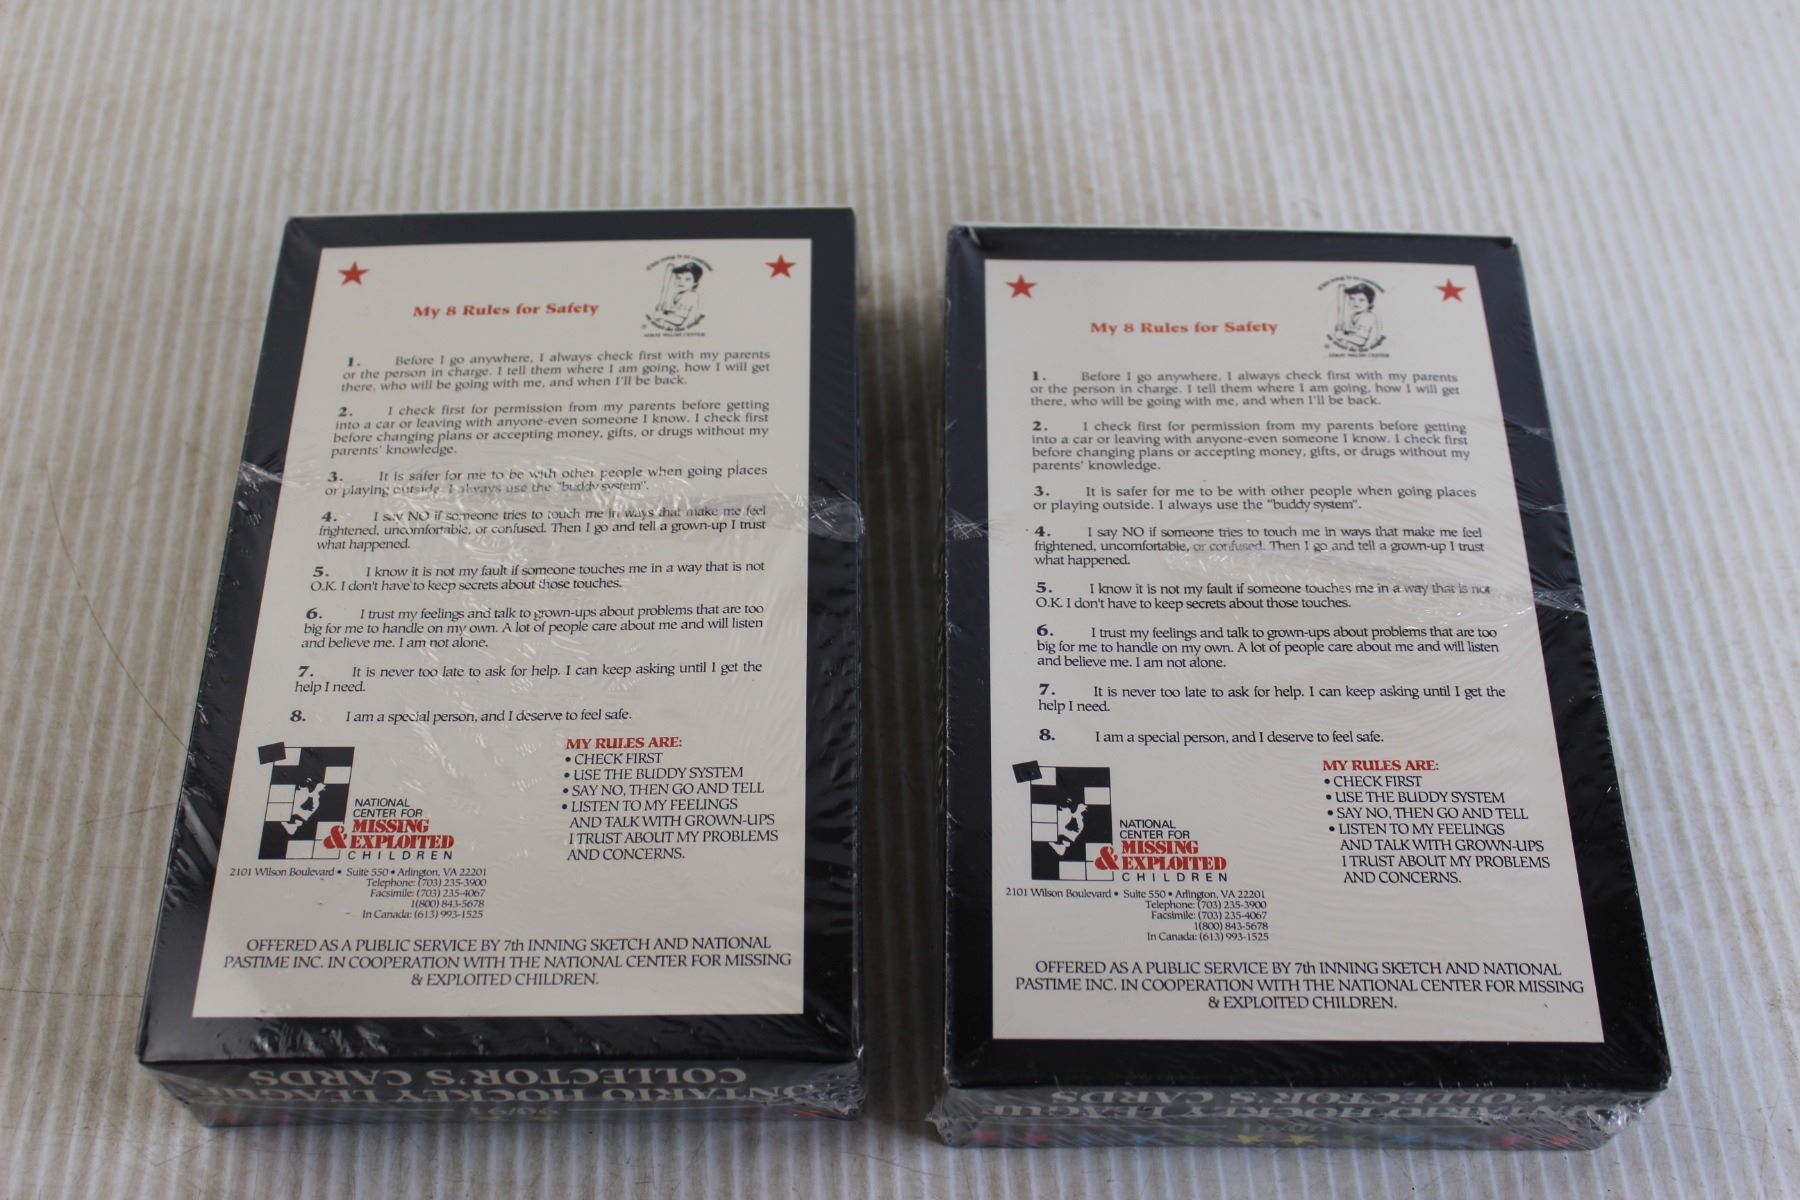 My 8 Rules for Safety
ADAM WALSH CENTER
1. Before I go anywhere, I always check first with my parents
or the person in charge. I tell them where I am going, how I will get
there, who will be going with me, and when I'll be back.
2. I check first for permission from my parents before getting
into a car or leaving with anyone-even someone I know. I check first
before changing plans or accepting money, gifts, or drugs without my
parents' knowledge.
3. It is safer for me to be with other people when going places
or playing outside. I always use the "buddy system".
4. I say NO if someone tries to touch me in ways that make me feel
frightened, uncomfortable, or confused. Then I go and tell a grown-up I trust
what happened.
5. I know it is not my fault if someone touches me in a way that is not
O.K. I don't have to keep secrets about those touches.
6. I trust my feelings and talk to grown-ups about problems that are too
big for me to handle on my own. A lot of people care about me and will listen
and believe me. I am not alone.
7. It is never too late to ask for help. I can keep asking until I get the
help I need.
8. I am a special person, and I deserve to feel safe.
NATIONAL
CENTER FOR
MISSING
& EXPLOITED
CHILDREN
2101 Wilson Boulevard • Suite 550 • Arlington, VA 22201
Telephone: (703) 235-3900
Facsimile: (703) 235-4067
1(800) 843-5678
In Canada: (613) 993-1525
MY RULES ARE:
• CHECK FIRST
• USE THE BUDDY SYSTEM
• SAY NO, THEN GO AND TELL
• LISTEN TO MY FEELINGS
AND TALK WITH GROWN-UPS
I TRUST ABOUT MY PROBLEMS
AND CONCERNS.
OFFERED AS A PUBLIC SERVICE BY 7th INNING SKETCH AND NATIONAL
PASTIME INC. IN COOPERATION WITH THE NATIONAL CENTER FOR MISSING
& EXPLOITED CHILDREN.
90/91
ONTARIO HOCKEY LEAGUE
COLLECTOR'S CARDS
My 8 Rules for Safety
ADAM WALSH CENTER
1. Before I go anywhere, I always check first with my parents
or the person in charge. I tell them where I am going, how I will get
there, who will be going with me, and when I'll be back.
2. I check first for permission from my parents before getting
into a car or leaving with anyone-even someone I know. I check first
before changing plans or accepting money, gifts, or drugs without my
parents' knowledge.
3. It is safer for me to be with other people when going places
or playing outside. I always use the "buddy system".
4. I say NO if someone tries to touch me in ways that make me feel
frightened, uncomfortable, or confused. Then I go and tell a grown-up I trust
what happened.
5. I know it is not my fault if someone touches me in a way that is not
O.K. I don't have to keep secrets about those touches.
6. I trust my feelings and talk to grown-ups about problems that are too
big for me to handle on my own. A lot of people care about me and will listen
and believe me. I am not alone.
7. It is never too late to ask for help. I can keep asking until I get the
help I need.
8. I am a special person, and I deserve to feel safe.
NATIONAL
CENTER FOR
MISSING
& EXPLOITED
CHILDREN
2101 Wilson Boulevard • Suite 550 • Arlington, VA 22201
Telephone: (703) 235-3900
Facsimile: (703) 235-4067
1(800) 843-5678
In Canada: (613) 993-1525
MY RULES ARE:
• CHECK FIRST
• USE THE BUDDY SYSTEM
• SAY NO, THEN GO AND TELL
• LISTEN TO MY FEELINGS
AND TALK WITH GROWN-UPS
I TRUST ABOUT MY PROBLEMS
AND CONCERNS.
OFFERED AS A PUBLIC SERVICE BY 7th INNING SKETCH AND NATIONAL
PASTIME INC. IN COOPERATION WITH THE NATIONAL CENTER FOR MISSING
& EXPLOITED CHILDREN.
ONTARIO HOCKEY LEAGUE
COLLECTOR'S CARDS